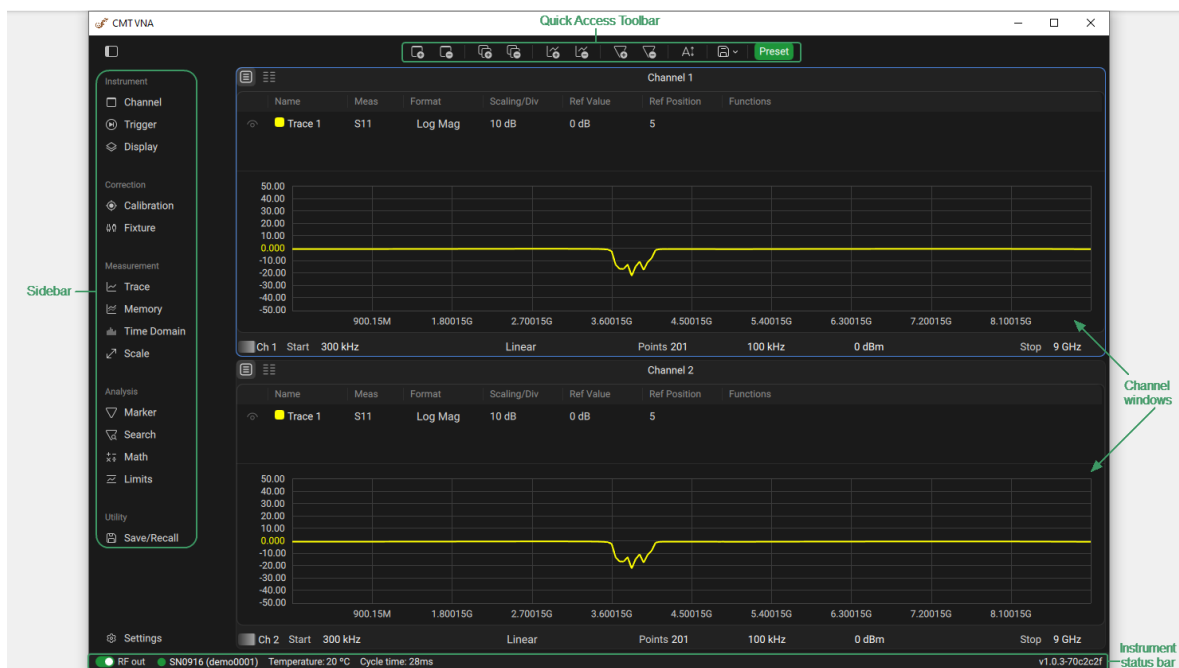 Quick Access Toolbar
CMT VNA
Preset
Instrument
Channel
Trigger
Display
Correction
Calibration
Fixture
Measurement
Trace
Memory
Time Domain
Scale
Analysis
Marker
Search
Math
Limits
Utility
Save/Recall
Settings
Sidebar
Channel 1
Name Meas Format Scaling/Div Ref Value Ref Position Functions
Trace 1 S11 Log Mag 10 dB 0 dB 5
50.00
40.00
30.00
20.00
10.00
0.000
-10.00
-20.00
-30.00
-40.00
-50.00
900.15M 1.80015G 2.70015G 3.60015G 4.50015G 5.40015G 6.30015G 7.20015G 8.10015G
Ch 1 Start 300 kHz Linear Points 201 100 kHz 0 dBm Stop 9 GHz
Channel 2
Name Meas Format Scaling/Div Ref Value Ref Position Functions
Trace 1 S11 Log Mag 10 dB 0 dB 5
50.00
40.00
30.00
20.00
10.00
0.000
-10.00
-20.00
-30.00
-40.00
-50.00
900.15M 1.80015G 2.70015G 3.60015G 4.50015G 5.40015G 6.30015G 7.20015G 8.10015G
Ch 2 Start 300 kHz Linear Points 201 100 kHz 0 dBm Stop 9 GHz
Channel
windows
RF out SN0916 (demo0001) Temperature: 20 ºC Cycle time: 28ms v1.0.3-70c2c2f
Instrument
status bar